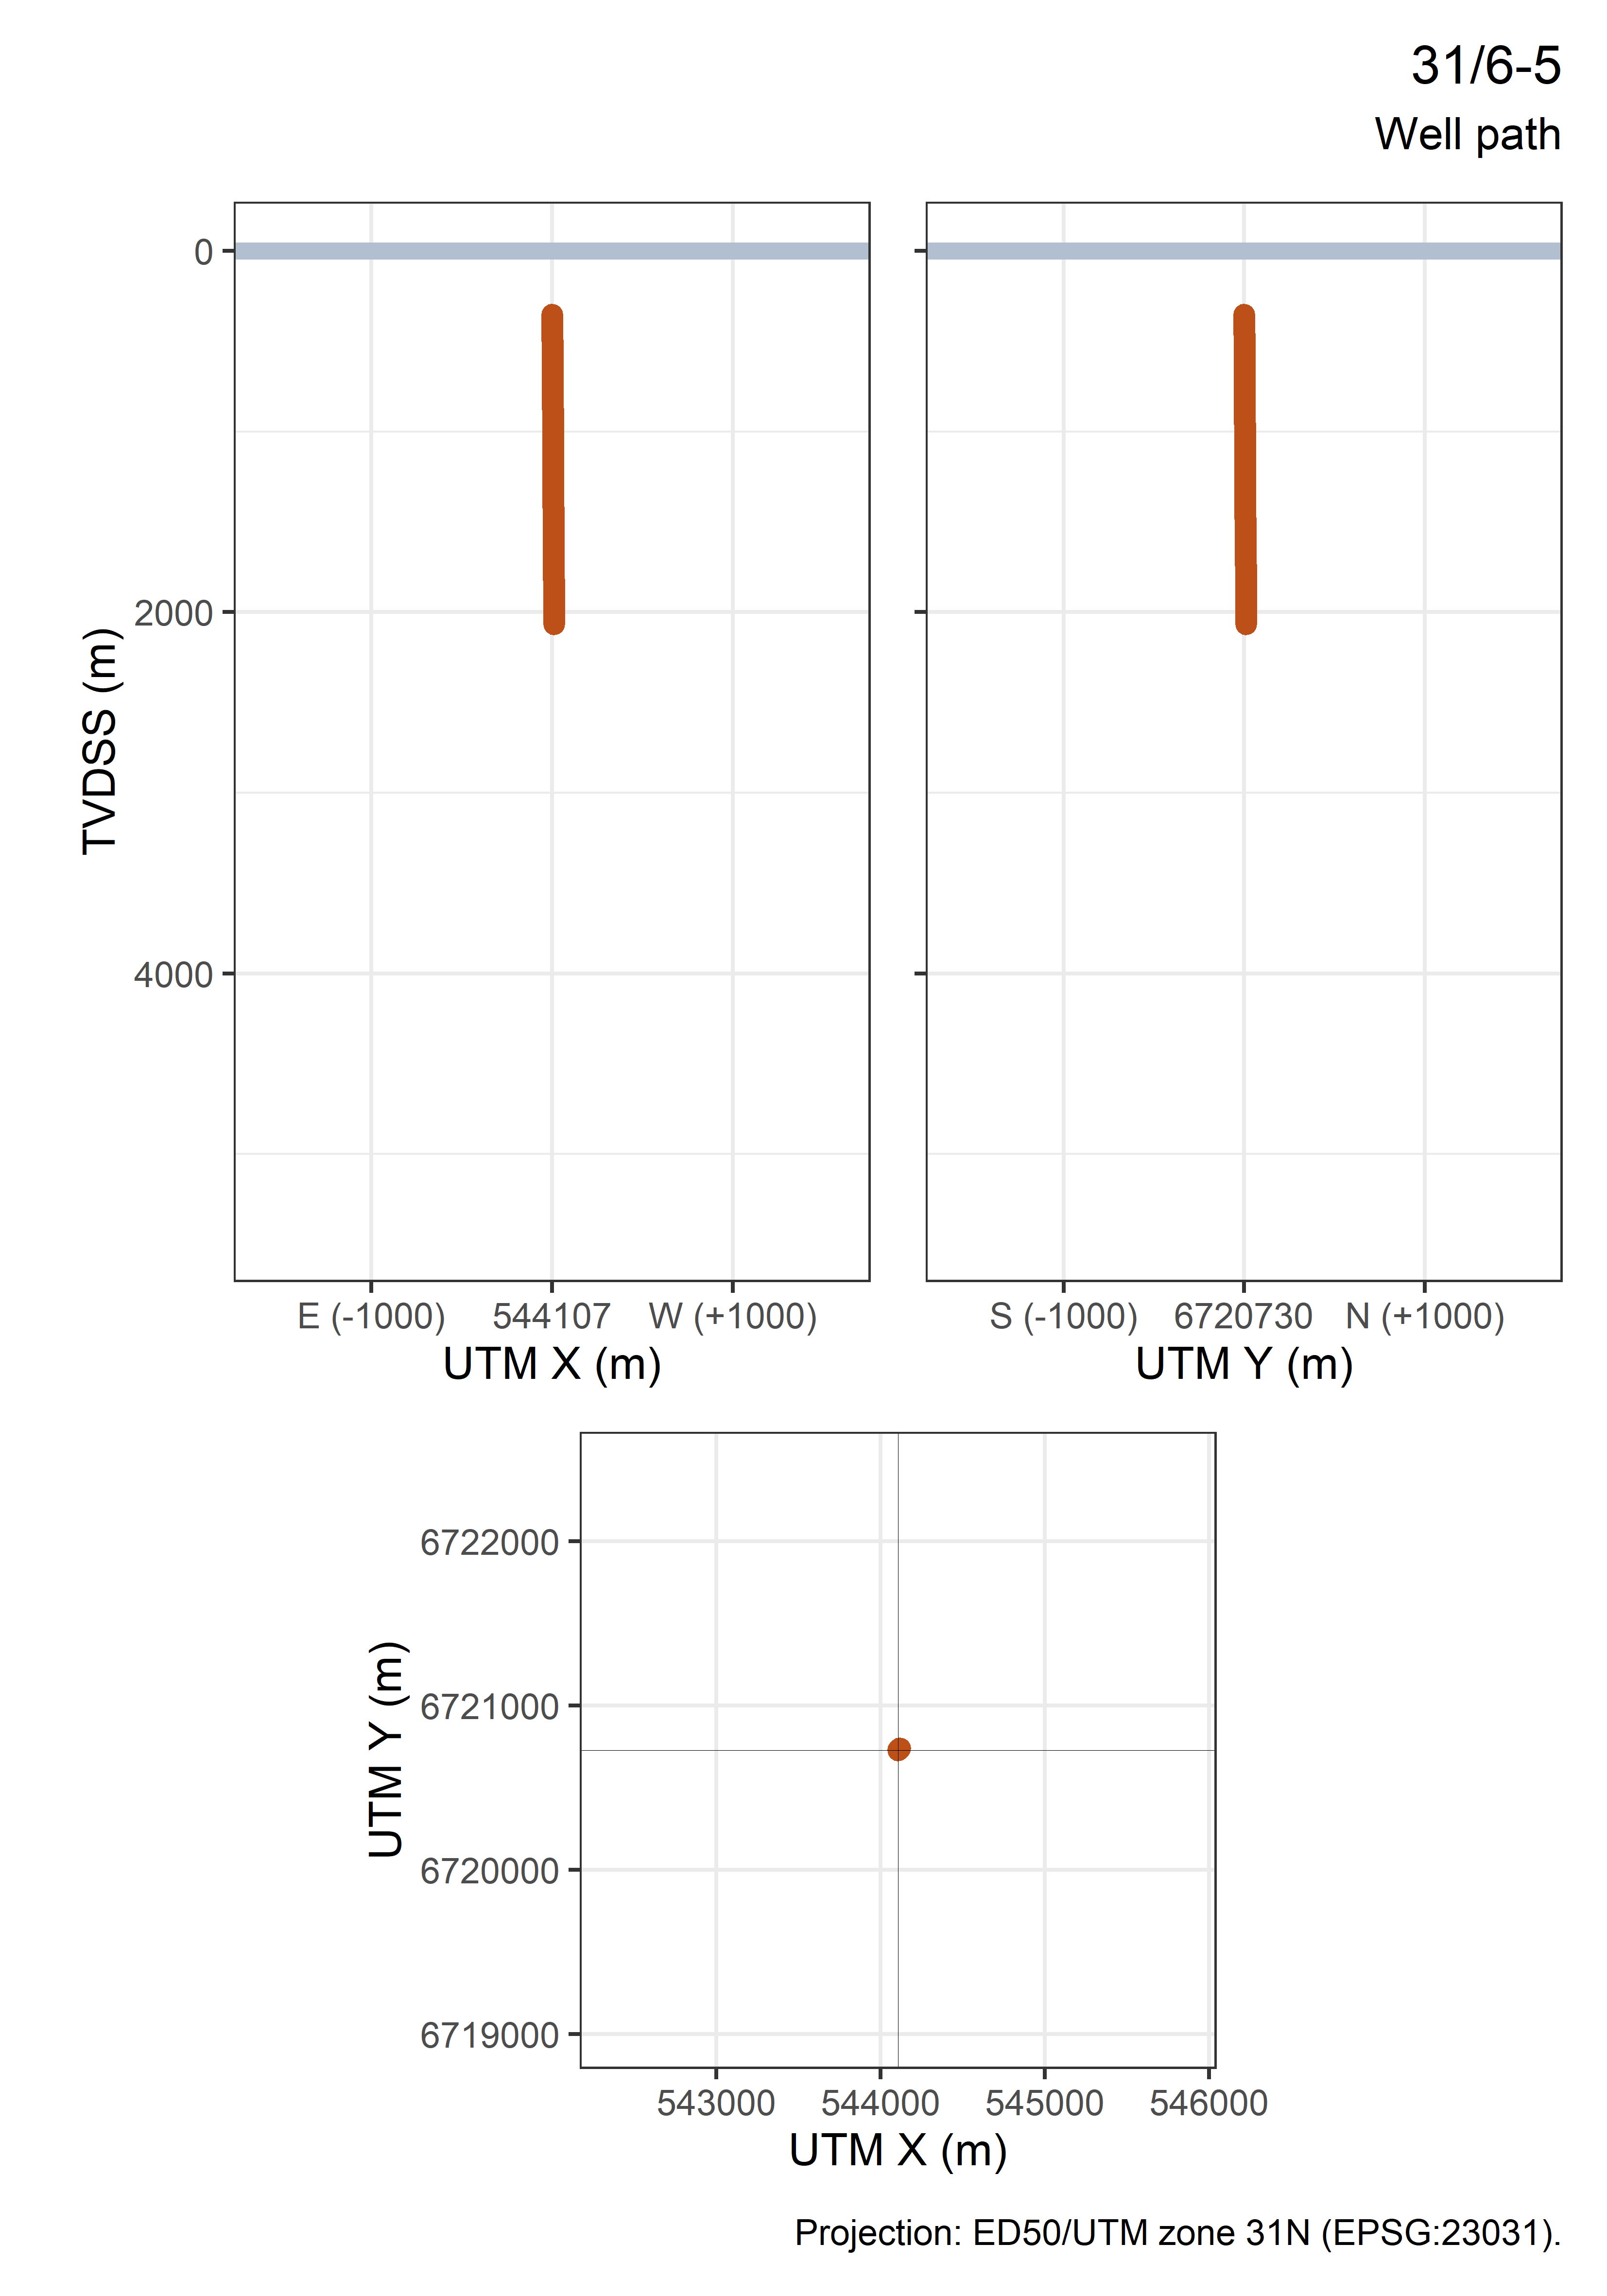 31/6-5
Well path
TVDSS (m)
0
2000
4000
E (-1000) 544107 W (+1000)
UTM X (m)
S (-1000) 6720730 N (+1000)
UTM Y (m)
UTM Y (m)
6722000
6721000
6720000
6719000
543000 544000 545000 546000
UTM X (m)
Projection: ED50/UTM zone 31N (EPSG:23031).